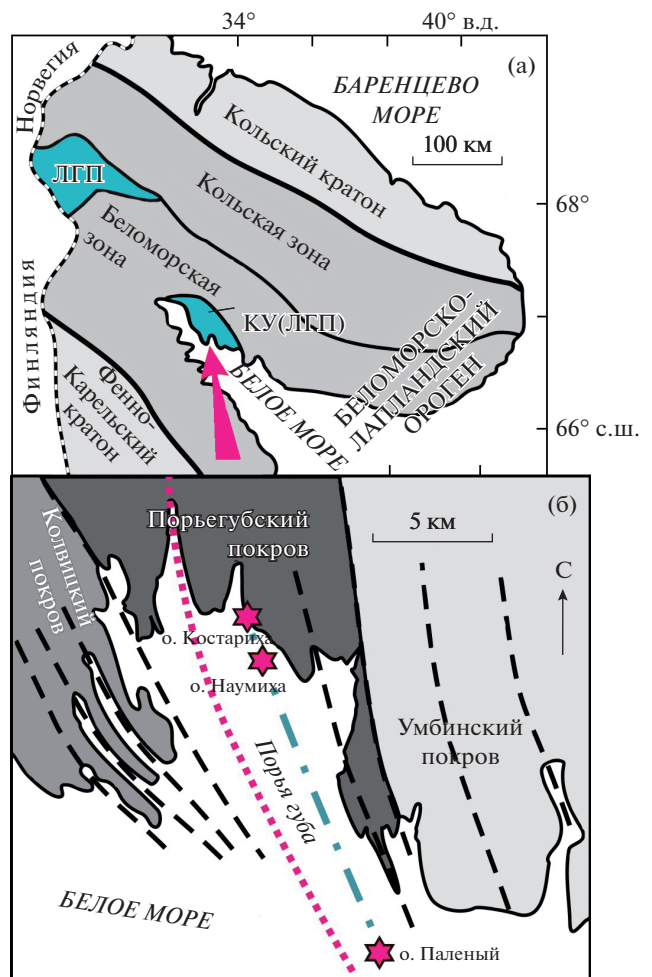 34°
40° в.д.
(а)
Норвегия
БАРЕНЦЕВО
МОРЕ
100 км
Кольский кратон
ЛГП
Кольская зона
68°
Беломорская
зона
КУ(ЛГП)
Финляндия
БЕЛОЕ МОРЕ
БЕЛОМОРСКО-
ЛАПЛАНДСКИЙ
ОРОГЕН
Фенно-
Карельский
кратон
66° с.ш.
(б)
Порьегубский
покров
5 км
Колвицкий
покров
С
о. Костариха
о. Наумиха
Умбинский
покров
Порья губа
БЕЛОЕ МОРЕ
о. Паленый